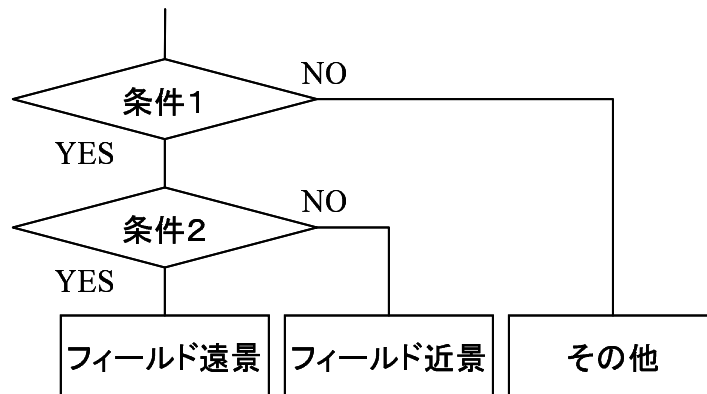 NO
条件1
YES
NO
条件2
YES
フィールド遠景
フィールド近景
その他